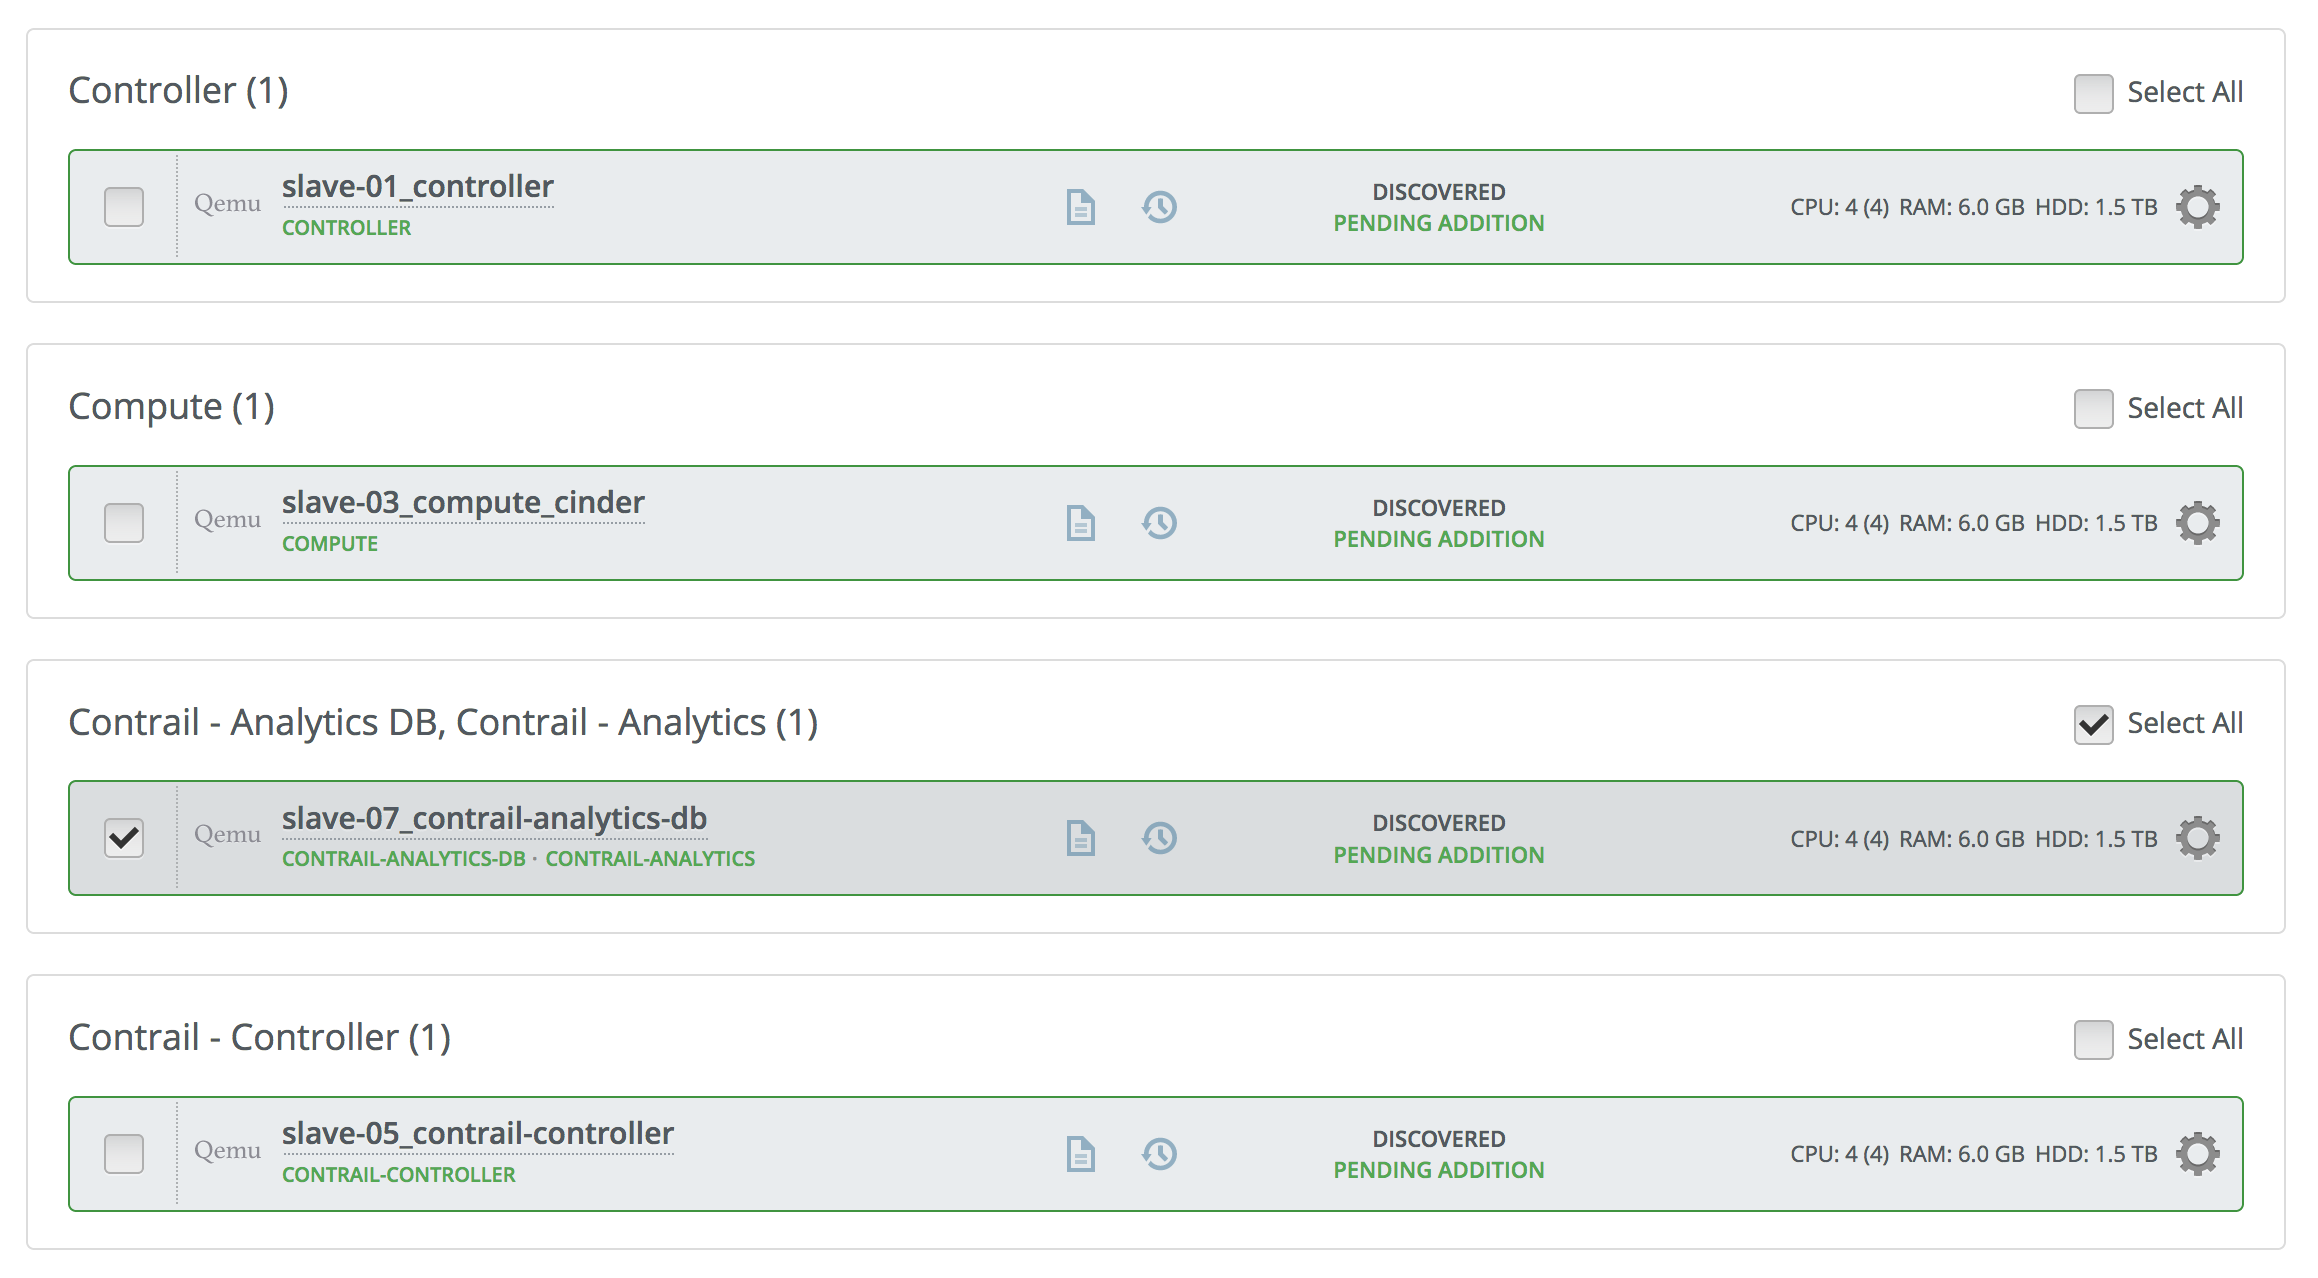 Controller (1)
Select All
Qemu
slave-01_controller
CONTROLLER
DISCOVERED
PENDING ADDITION
CPU: 4 (4) RAM: 6.0 GB HDD: 1.5 TB
Compute (1)
Select All
Qemu
slave-03_compute_cinder
COMPUTE
DISCOVERED
PENDING ADDITION
CPU: 4 (4) RAM: 6.0 GB HDD: 1.5 TB
Contrail - Analytics DB, Contrail - Analytics (1)
Select All
Qemu
slave-07_contrail-analytics-db
CONTRAIL-ANALYTICS-DB · CONTRAIL-ANALYTICS
DISCOVERED
PENDING ADDITION
CPU: 4 (4) RAM: 6.0 GB HDD: 1.5 TB
Contrail - Controller (1)
Select All
Qemu
slave-05_contrail-controller
CONTRAIL-CONTROLLER
DISCOVERED
PENDING ADDITION
CPU: 4 (4) RAM: 6.0 GB HDD: 1.5 TB